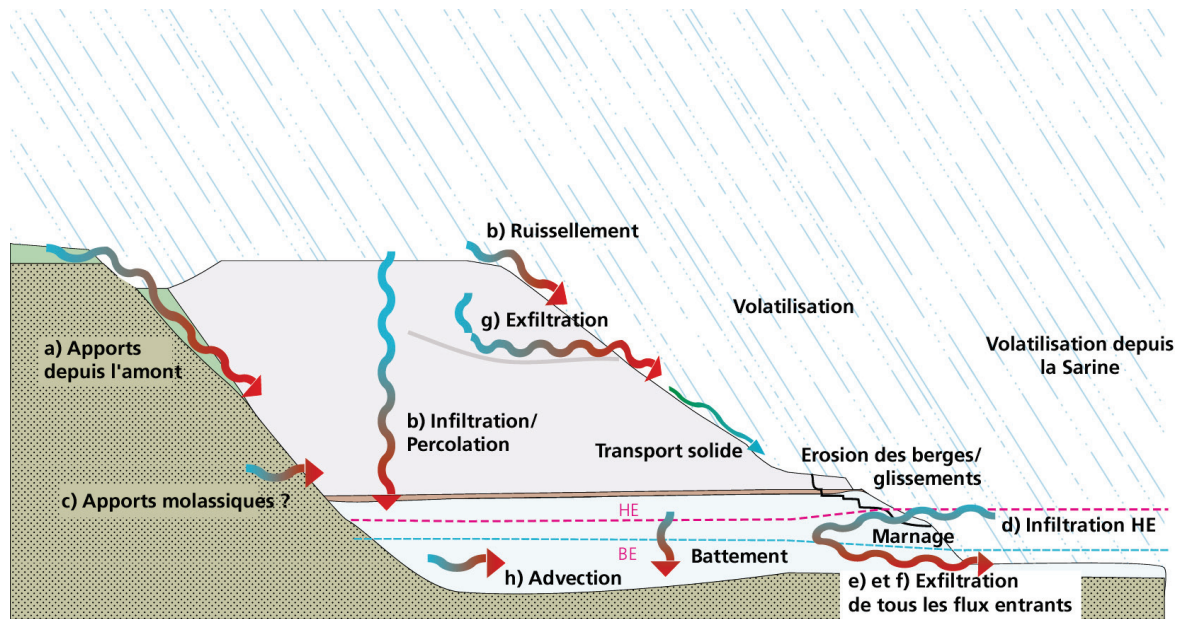 b) Ruissellement
Volatilisation
g) Exfiltration
a) Apports
depuis l'amont
Volatilisation depuis
la Sarine
b) Infiltration/
Percolation
Transport solide
Erosion des berges/
glissements
c) Apports molassiques ?
HE
d) Infiltration HE
Marnage
BE
Battement
h) Advection
e) et f) Exfiltration
de tous les flux entrants